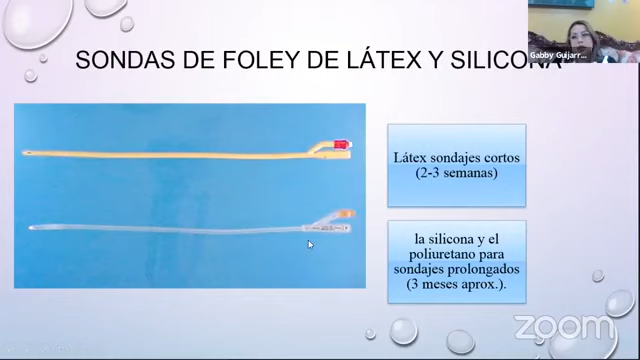 SONDAS DE FOLEY DE LÁTEX Y SILICONA
Gabby Guijarr...
Látex sondajes cortos
(2-3 semanas)
la silicona y el
poliuretano para
sondajes prolongados
(3 meses aprox.).
zoom